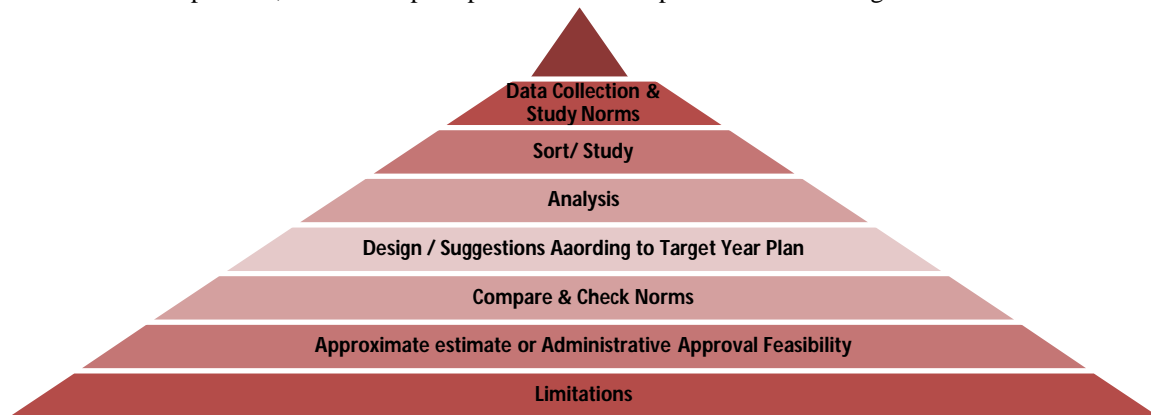 Data Collection &
Study Norms
Sort/ Study
Analysis
Design / Suggestions Aaording to Target Year Plan
Compare & Check Norms
Approximate estimate or Administrative Approval Feasibility
Limitations